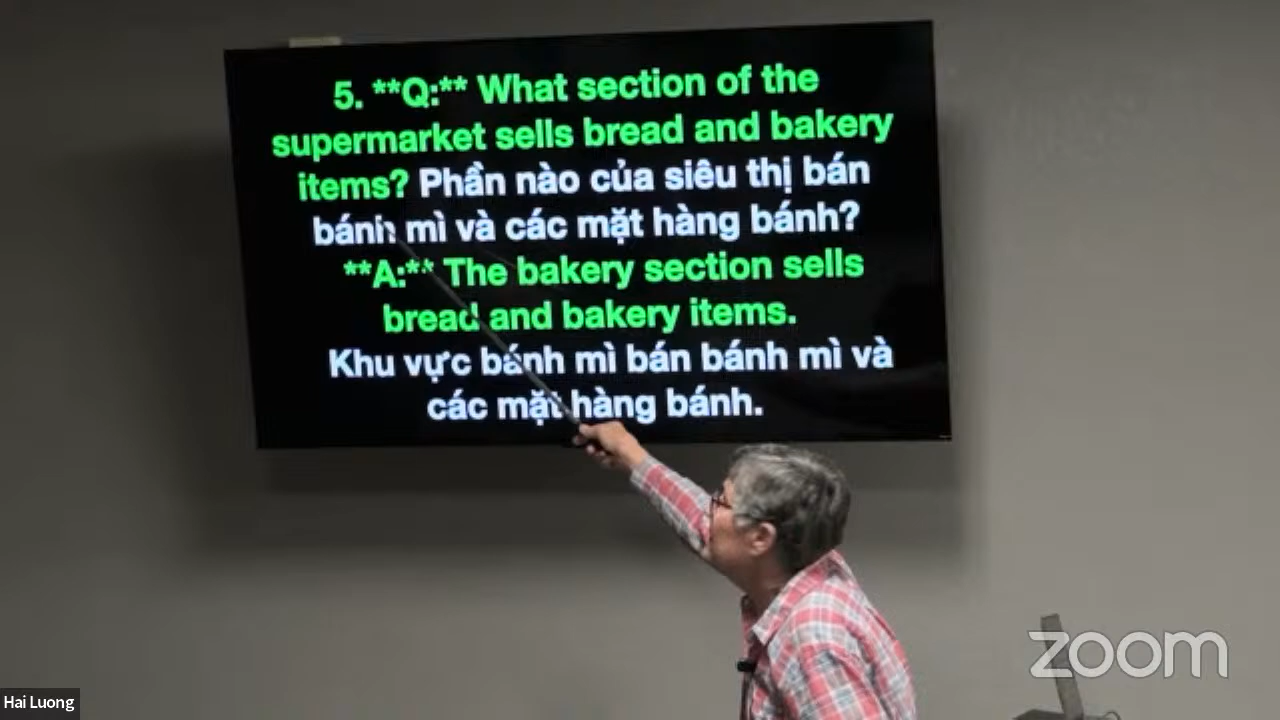 5. **Q:** What section of the
supermarket sells bread and bakery
items? Phần nào của siêu thị bán
bánh mì và các mặt hàng bánh?
**A:** The bakery section sells
bread and bakery items.
Khu vực bánh mì bán bánh mì và
các mặt hàng bánh.
zoom
Hai Luong